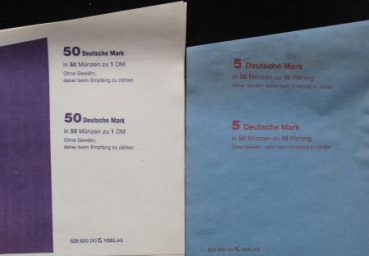 50 Deutsche Mark
in 50 Münzen zu 1 DM
Ohne Gewähr,
daher beim Empfang zu zählen
50 Deutsche Mark
in 50 Münzen zu 1 DM
Ohne Gewähr,
daher beim Empfang zu zählen
VERLAG
5 Deutsche Mark
in 50 Münzen zu 10 Pfennig
Ohne Gewähr, daher beim Empfang zu zählen
5 Deutsche Mark
in 50 Münzen zu 10 Pfennig
Ohne Gewähr, daher beim Empfang zu zählen
VERLAG